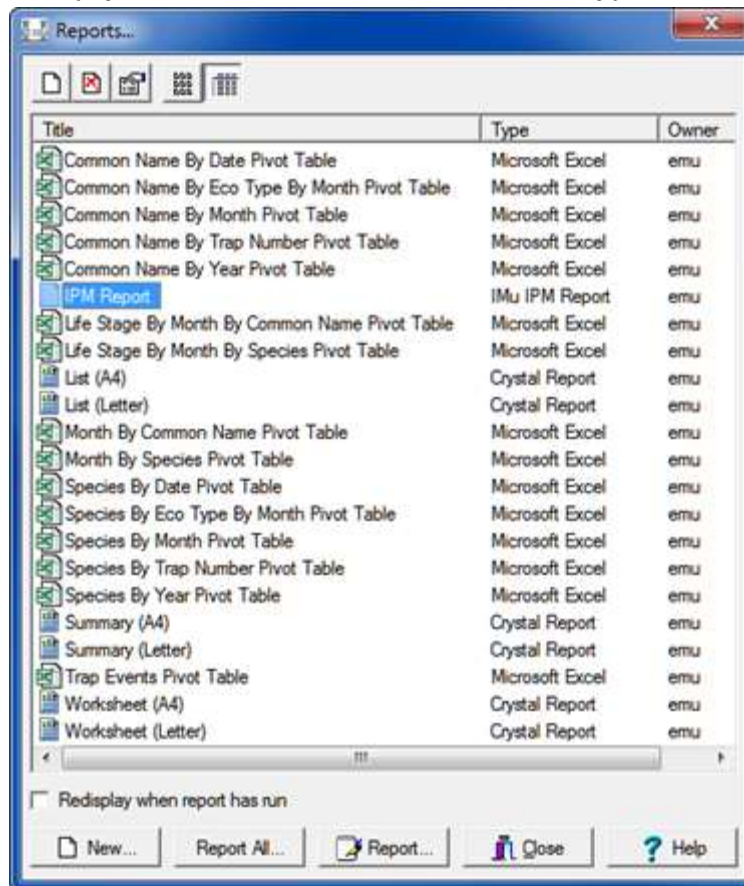 Reports...
Title Type Owner
Common Name By Date Pivot Table Microsoft Excel emu
Common Name By Eco Type By Month Pivot Table Microsoft Excel emu
Common Name By Month Pivot Table Microsoft Excel emu
Common Name By Trap Number Pivot Table Microsoft Excel emu
Common Name By Year Pivot Table Microsoft Excel emu
IPM Report IMu IPM Report emu
Life Stage By Month By Common Name Pivot Table Microsoft Excel emu
Life Stage By Month By Species Pivot Table Microsoft Excel emu
List (A4) Crystal Report emu
List (Letter) Crystal Report emu
Month By Common Name Pivot Table Microsoft Excel emu
Month By Species Pivot Table Microsoft Excel emu
Species By Date Pivot Table Microsoft Excel emu
Species By Eco Type By Month Pivot Table Microsoft Excel emu
Species By Month Pivot Table Microsoft Excel emu
Species By Trap Number Pivot Table Microsoft Excel emu
Species By Year Pivot Table Microsoft Excel emu
Summary (A4) Crystal Report emu
Summary (Letter) Crystal Report emu
Trap Events Pivot Table Microsoft Excel emu
Worksheet (A4) Crystal Report emu
Worksheet (Letter) Crystal Report emu
Redisplay when report has run
New... Report All... Report... Close Help